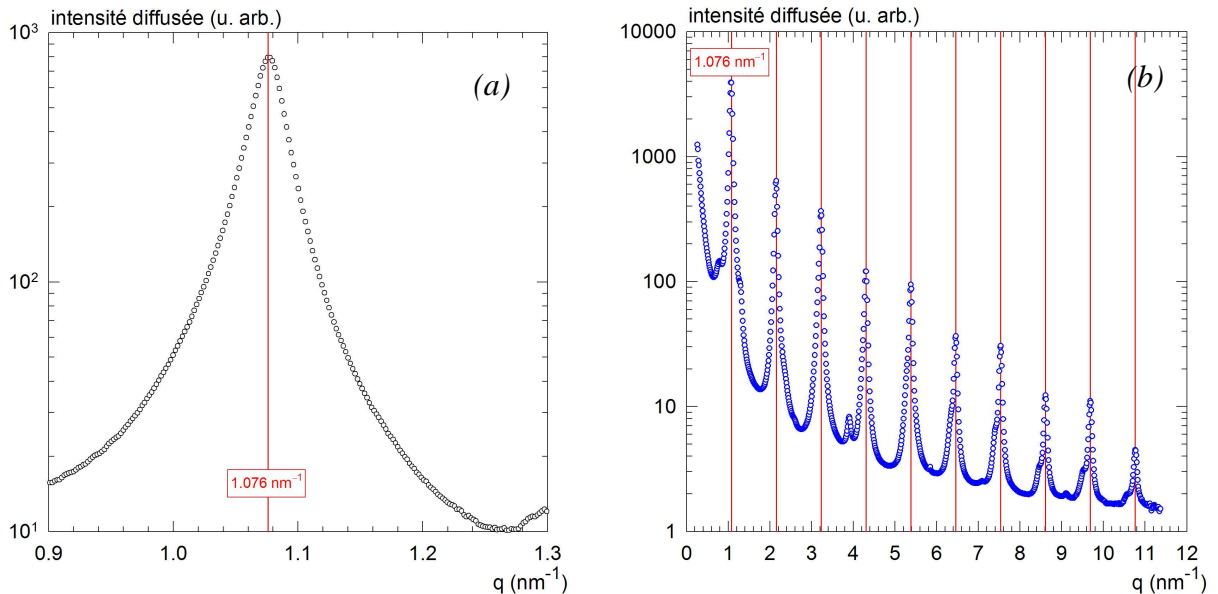 intensité diffusée (u. arb.)
10³
(a)
10²
1.076 nm⁻¹
10¹
0.9 1.0 1.1 1.2 1.3
q (nm⁻¹)
intensité diffusée (u. arb.)
10000
1.076 nm⁻¹
(b)
1000
100
10
1
0 1 2 3 4 5 6 7 8 9 10 11 12
q (nm⁻¹)